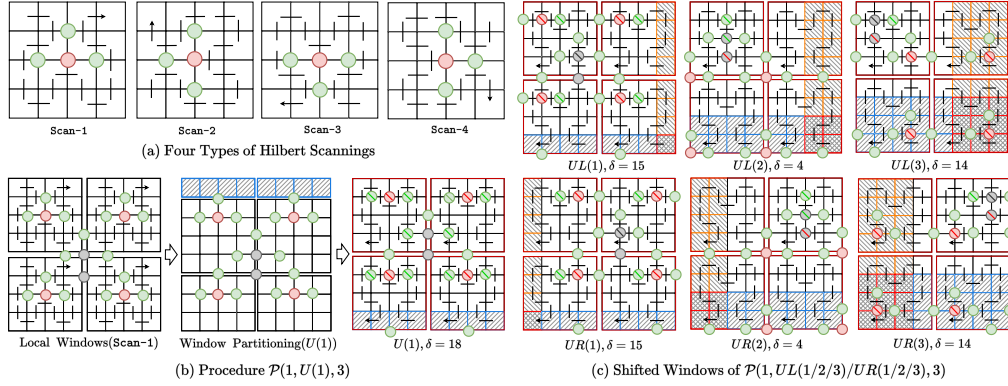 Scan-1
Scan-2
Scan-3
Scan-4
(a) Four Types of Hilbert Scannings
Local Windows(Scan-1)
Window Partitioning(U(1))
U(1), δ = 18
(b) Procedure 𝒫(1, U(1), 3)
UL(1), δ = 15
UL(2), δ = 4
UL(3), δ = 14
UR(1), δ = 15
UR(2), δ = 4
UR(3), δ = 14
(c) Shifted Windows of 𝒫(1, UL(1/2/3)/UR(1/2/3), 3)